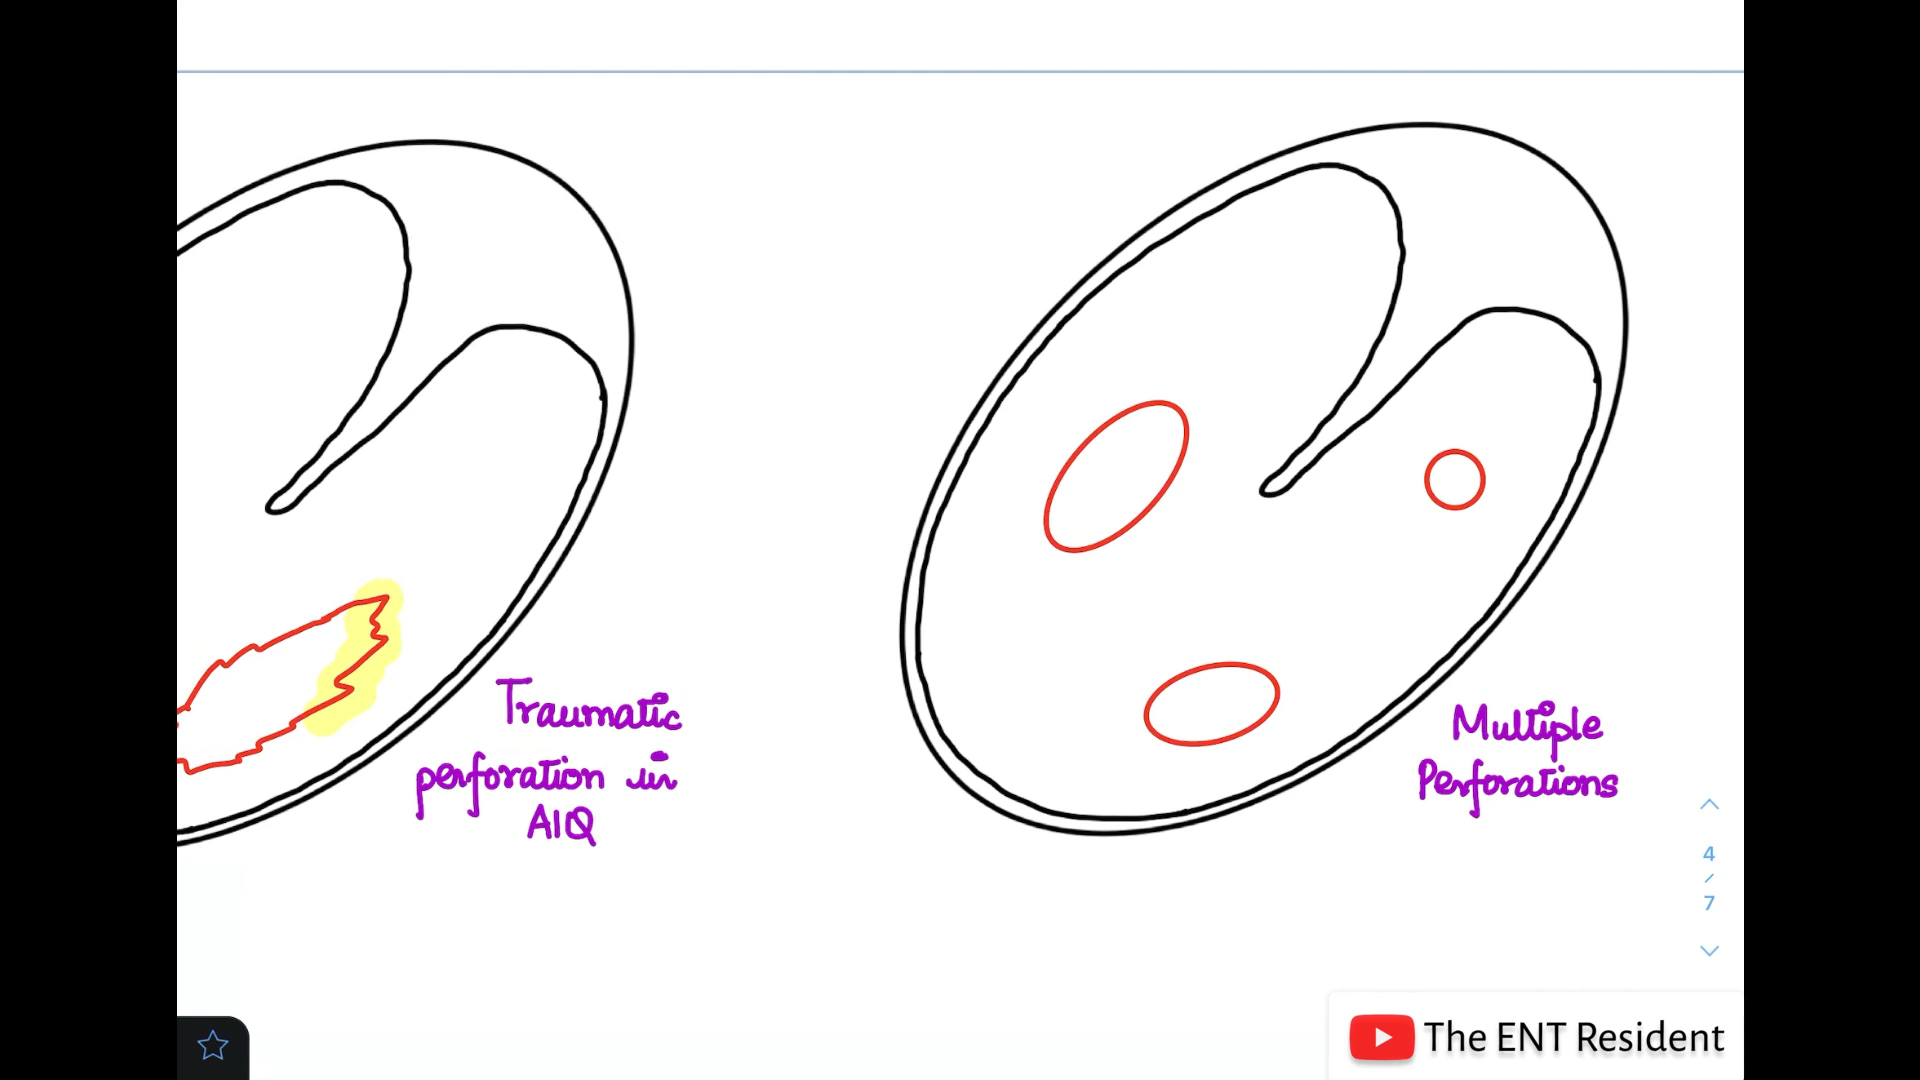 Traumatic
perforation in
AIQ
Multiple
Perforations
4
/
7
The ENT Resident